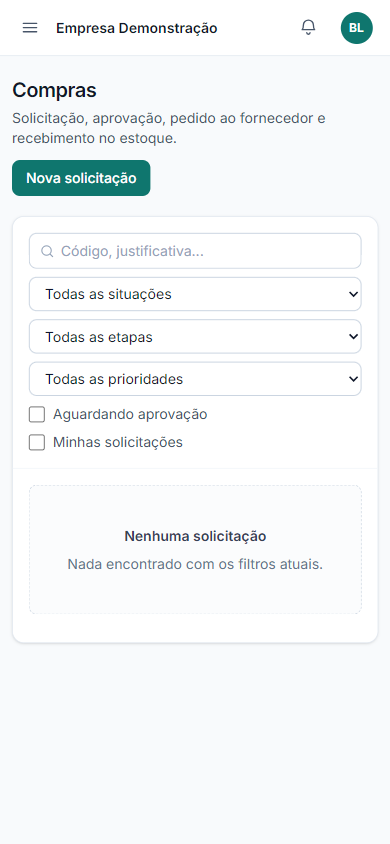 Empresa Demonstração
BL
Compras
Solicitação, aprovação, pedido ao fornecedor e
recebimento no estoque.
Nova solicitação
Código, justificativa...
Todas as situações
Todas as etapas
Todas as prioridades
Aguardando aprovação
Minhas solicitações
Nenhuma solicitação
Nada encontrado com os filtros atuais.